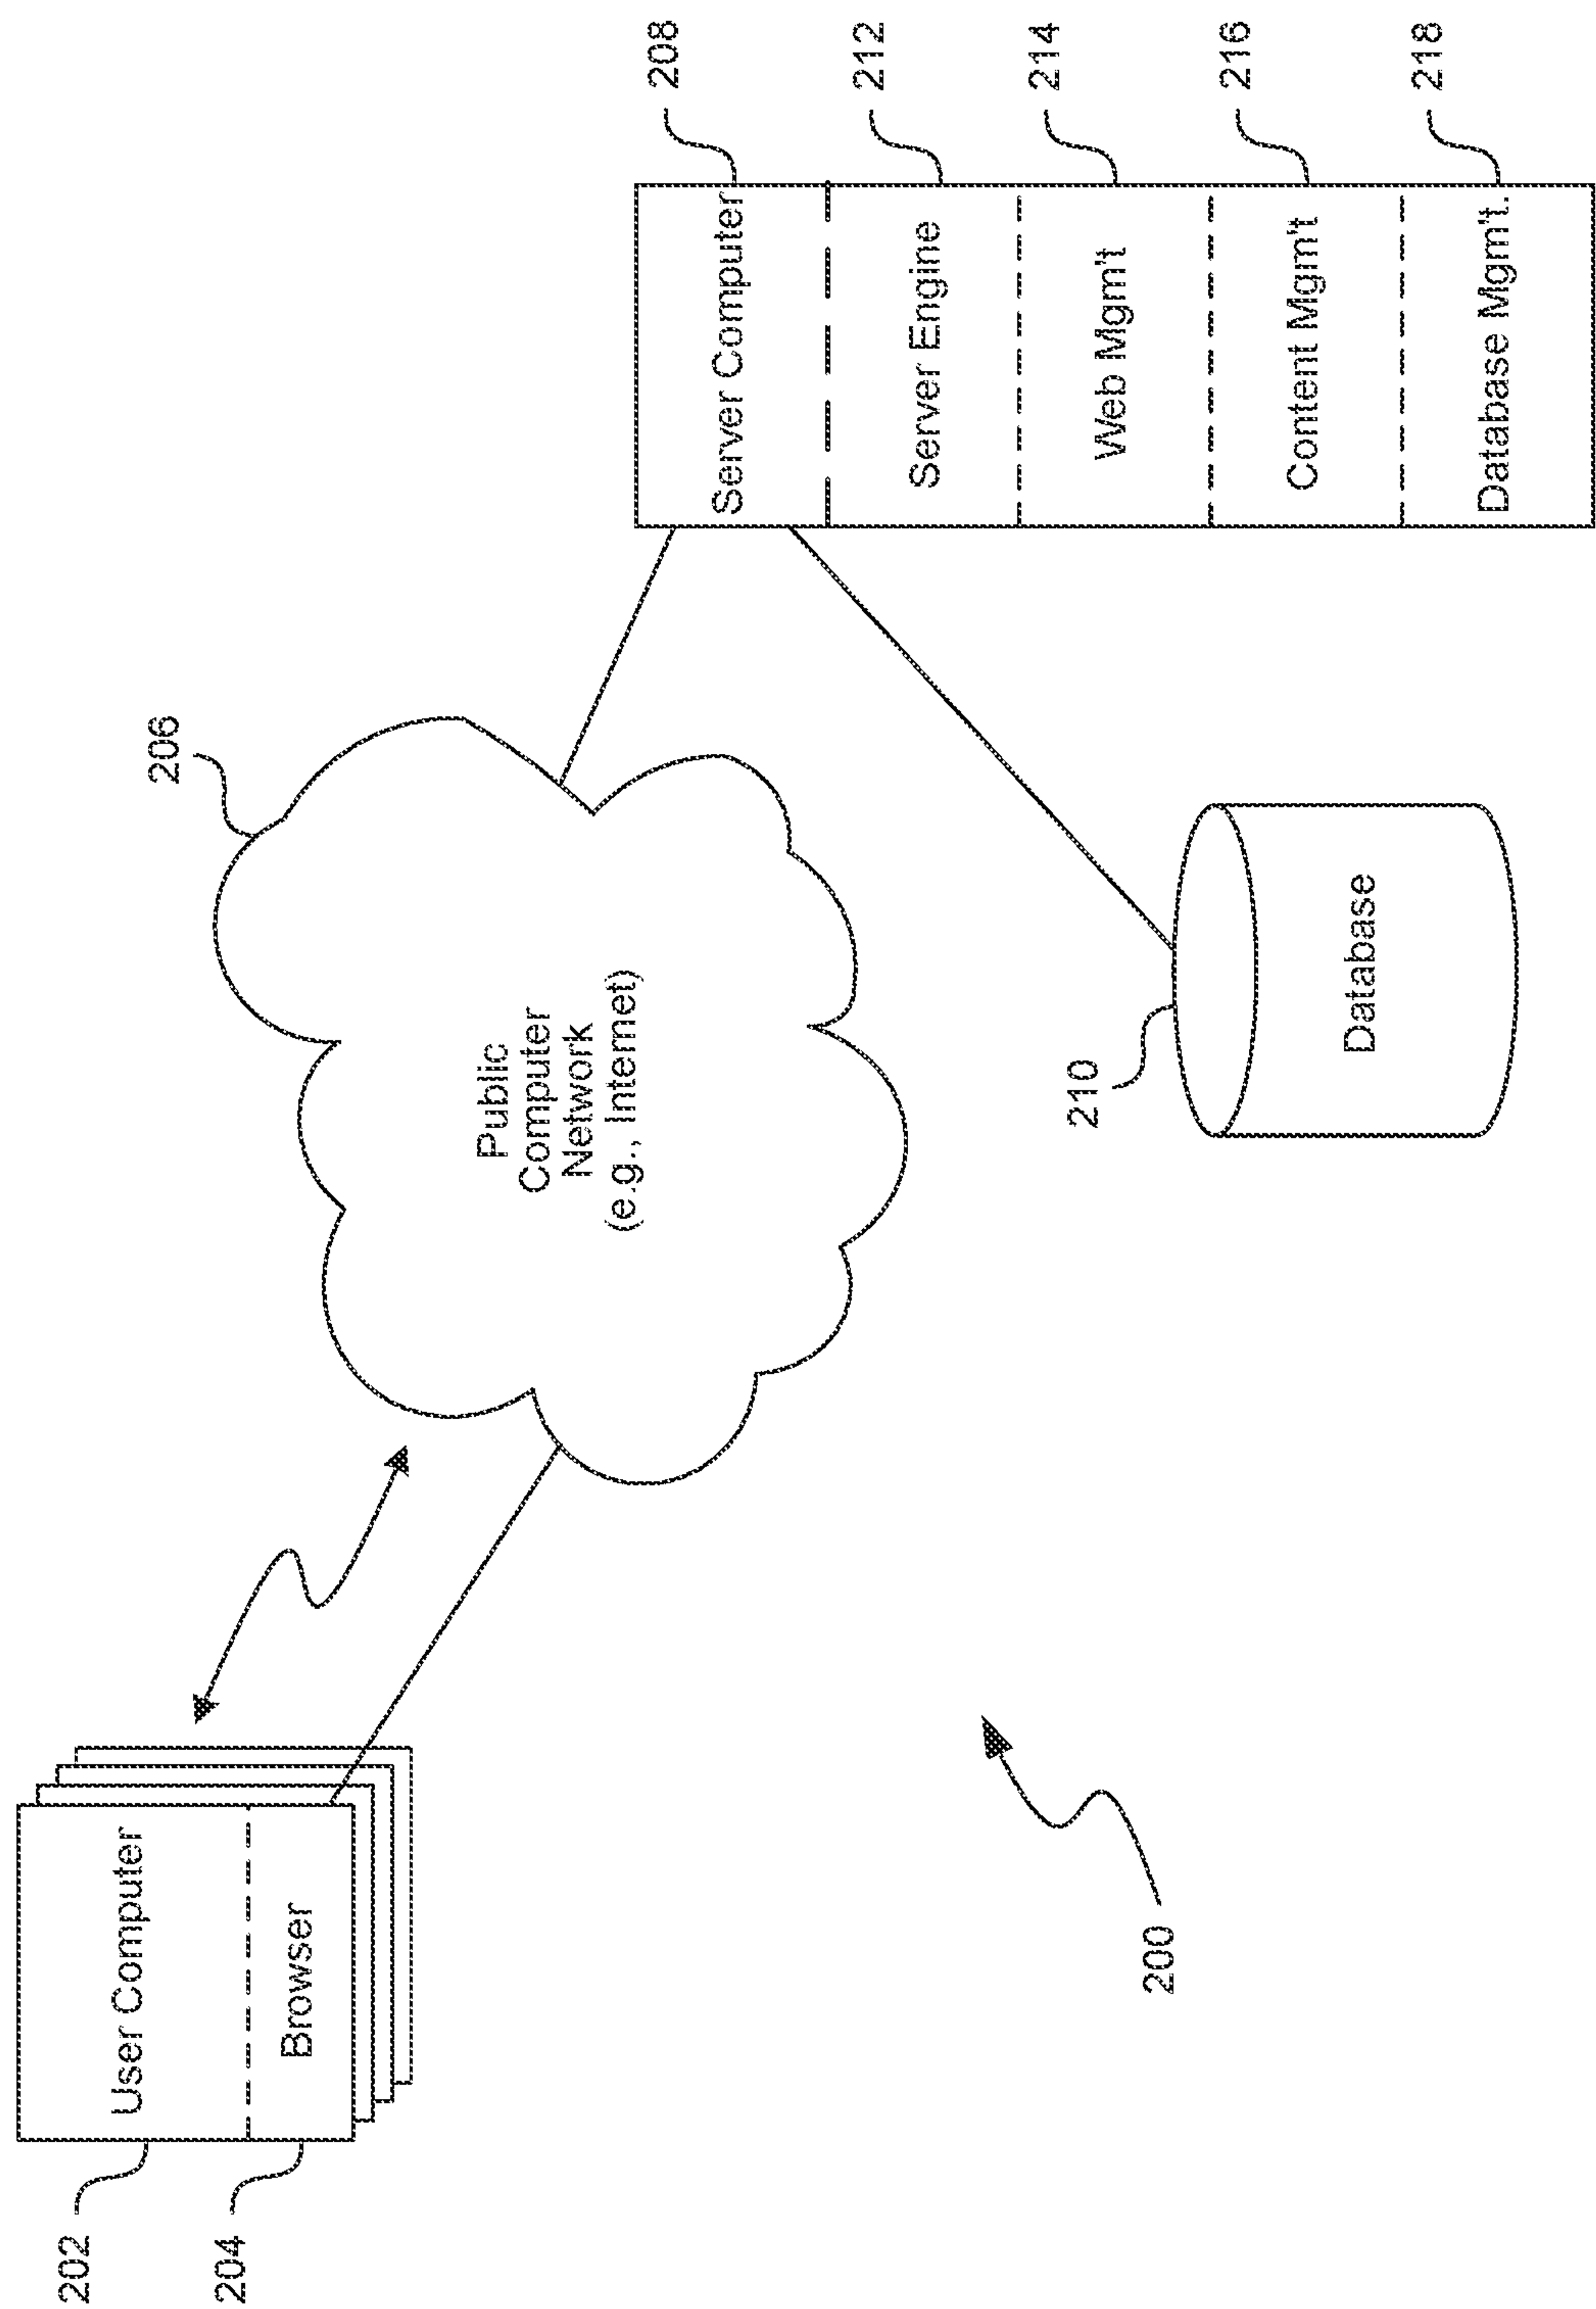 User Computer
Browser
202
204
200
206
Public
Computer
Network
(e.g., Internet)
210
Database
Server Computer
Server Engine
Web Mgm't
Content Mgm't
Database Mgm't.
208
212
214
216
218